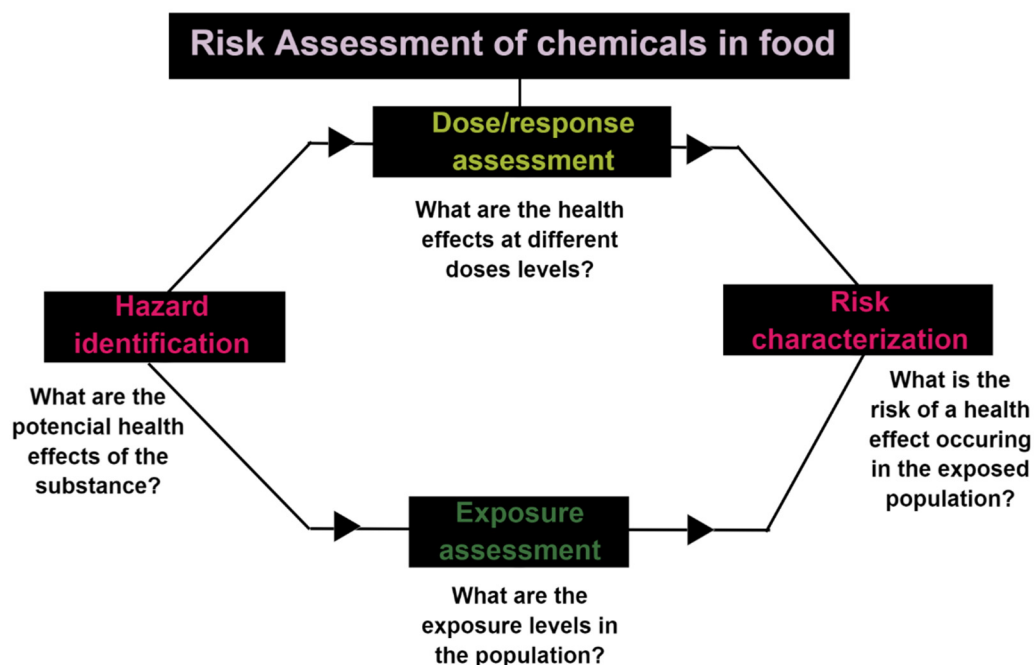 Risk Assessment of chemicals in food
Dose/response
assessment
What are the health
effects at different
doses levels?
Hazard
identification
What are the
potencial health
effects of the
substance?
Risk
characterization
What is the
risk of a health
effect occuring
in the exposed
population?
Exposure
assessment
What are the
exposure levels in
the population?